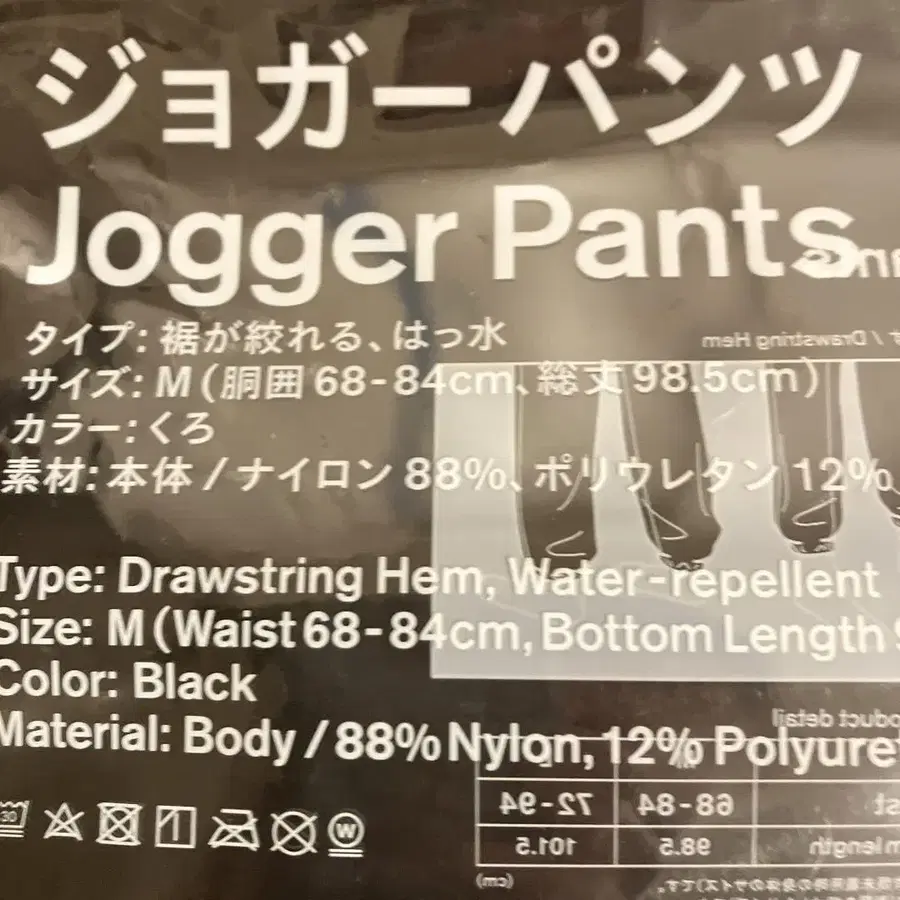 ジョガーパンツ
Jogger Pants
タイプ: 裾が絞れる、はっ水
/ Drawstring Hem
サイズ: M (胴囲 68-84cm、総丈 98.5cm)
カラー: くろ
素材: 本体 / ナイロン 88%、ポリウレタン 12%
Type: Drawstring Hem, Water-repellent
Size: M (Waist 68-84cm, Bottom Length
Color: Black
Material: Body / 88% Nylon, 12% Polyuret
oduct detail
68-84 72-94
m length 98.5 101.5
(cm)
30
W